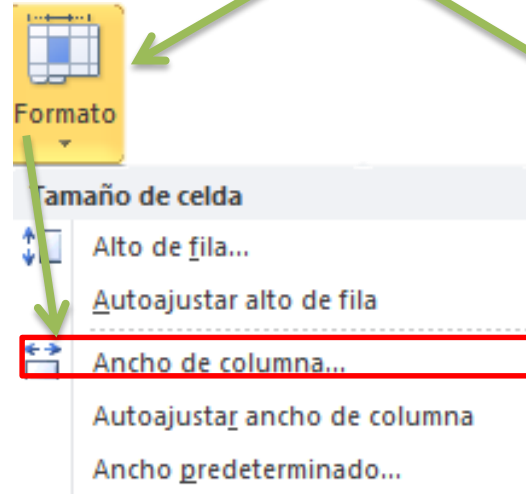 Formato
Tamaño de celda
Alto de fila...
Autoajustar alto de fila
Ancho de columna...
Autoajustar ancho de columna
Ancho predeterminado...